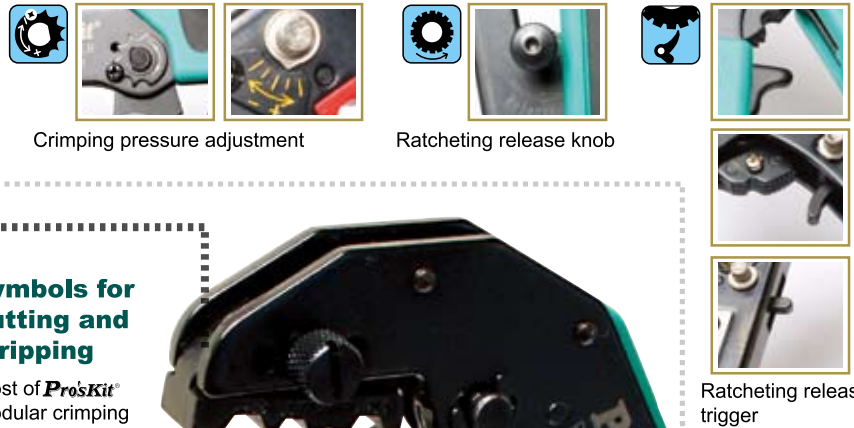 Crimping pressure adjustment
Ratcheting release knob
ymbols for
utting and
ripping
ost of Pro'sKit®
odular crimping
Ratcheting releas
trigger